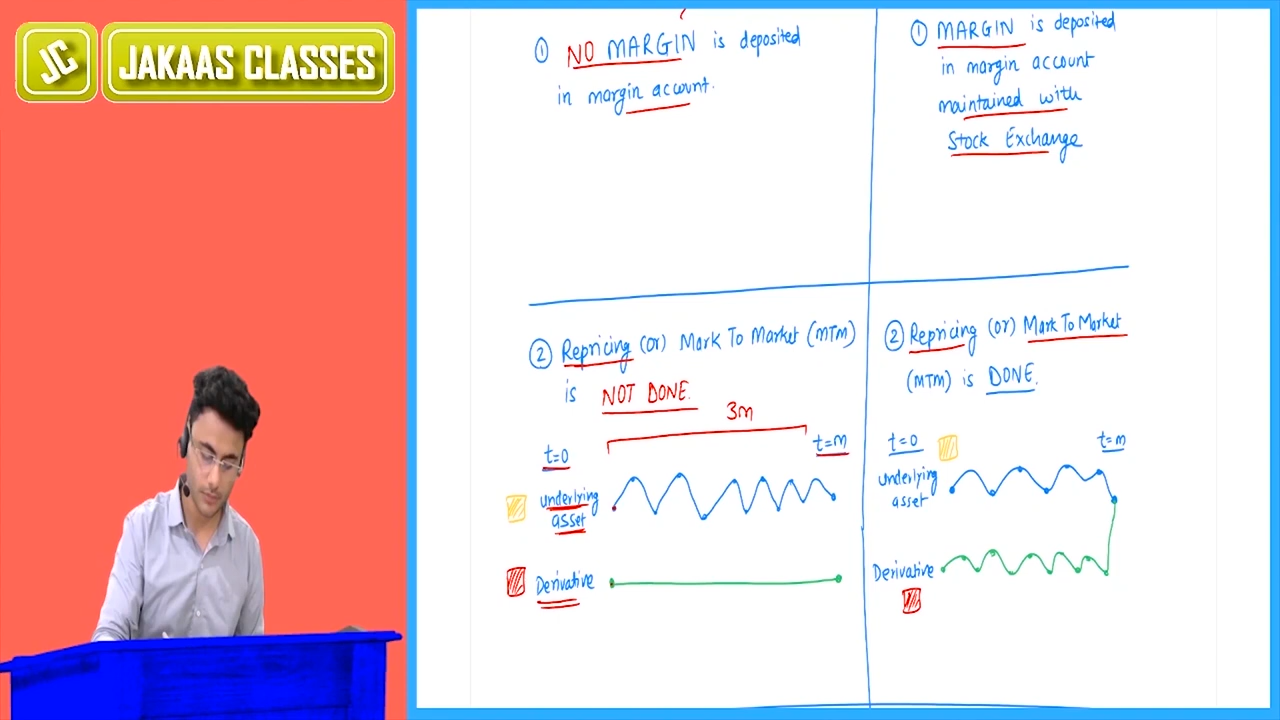 JC
JAKAAS CLASSES
① NO MARGIN is deposited
in margin account.
① MARGIN is deposited
in margin account
maintained with
Stock Exchange
② Repricing (or) Mark To Market (MTM)
is NOT DONE.
3m
t=0
t=m
underlying
asset
Derivative
② Repricing (or) Mark To Market
(MTM) is DONE.
t=0
t=m
underlying
asset
Derivative